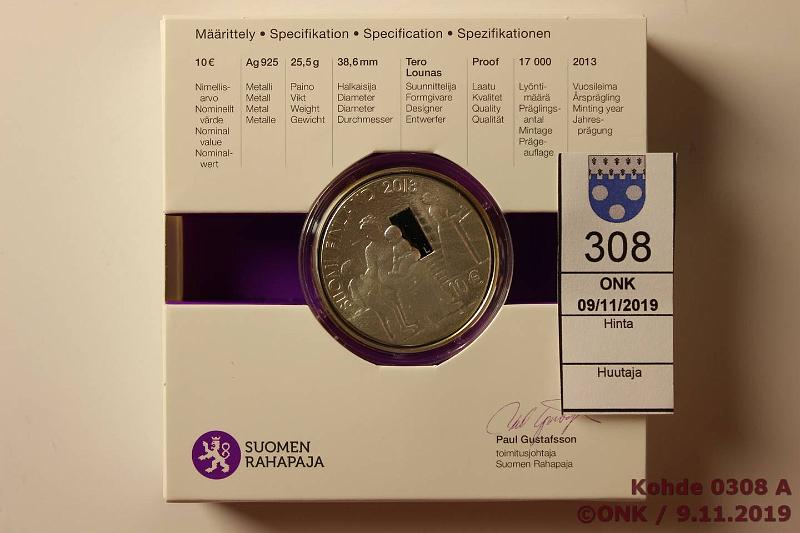 Määrittely • Specifikation • Specification • Spezifikationen
10 € Ag 925 25,5 g 38,6 mm Tero Lounas Proof 17 000 2013
Nimellis-
arvo
Nominellt
värde
Nominal
value
Nominal-
wert
Metalli
Metall
Metal
Metalle
Paino
Vikt
Weight
Gewicht
Halkaisija
Diameter
Diameter
Durchmesser
Suunnittelija
Formgivare
Designer
Entwerfer
Laatu
Kvalitet
Quality
Qualität
Lyönti-
määrä
Präglings-
antal
Mintage
Präge-
auflage
Vuosileima
Årsprägling
Minting year
Jahres-
prägung
SUOMI FINLAND 2013
10 €
308
ONK
09/11/2019
Hinta
Huutaja
SUOMEN
RAHAPAJA
Paul Gustafsson
toimitusjohtaja
Suomen Rahapaja
Kohde 0308 A
©ONK / 9.11.2019